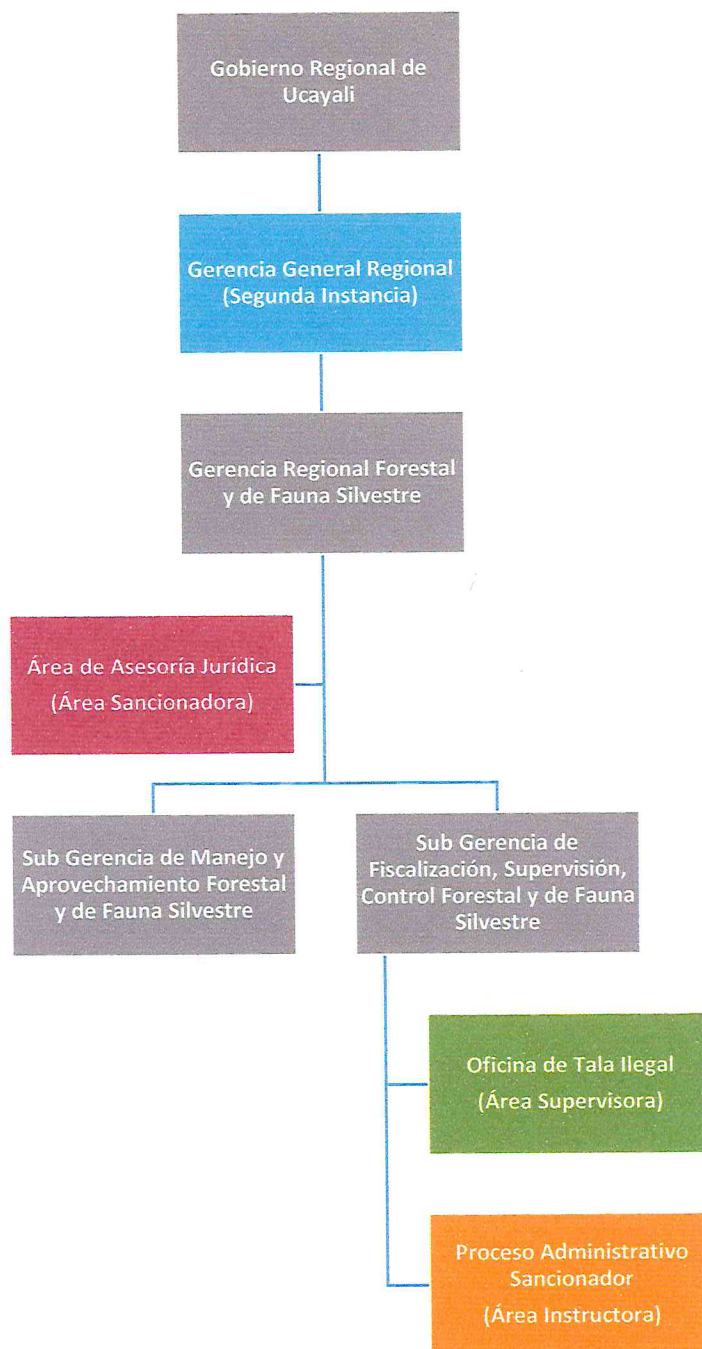 Gobierno Regional de
Ucayali
Gerencia General Regional
(Segunda Instancia)
Gerencia Regional Forestal
y de Fauna Silvestre
Área de Asesoría Jurídica
(Área Sancionadora)
Sub Gerencia de Manejo y
Aprovechamiento Forestal
y de Fauna Silvestre
Sub Gerencia de
Fiscalización, Supervisión,
Control Forestal y de Fauna
Silvestre
Oficina de Tala Ilegal
(Área Supervisora)
Proceso Administrativo
Sancionador
(Área Instructora)